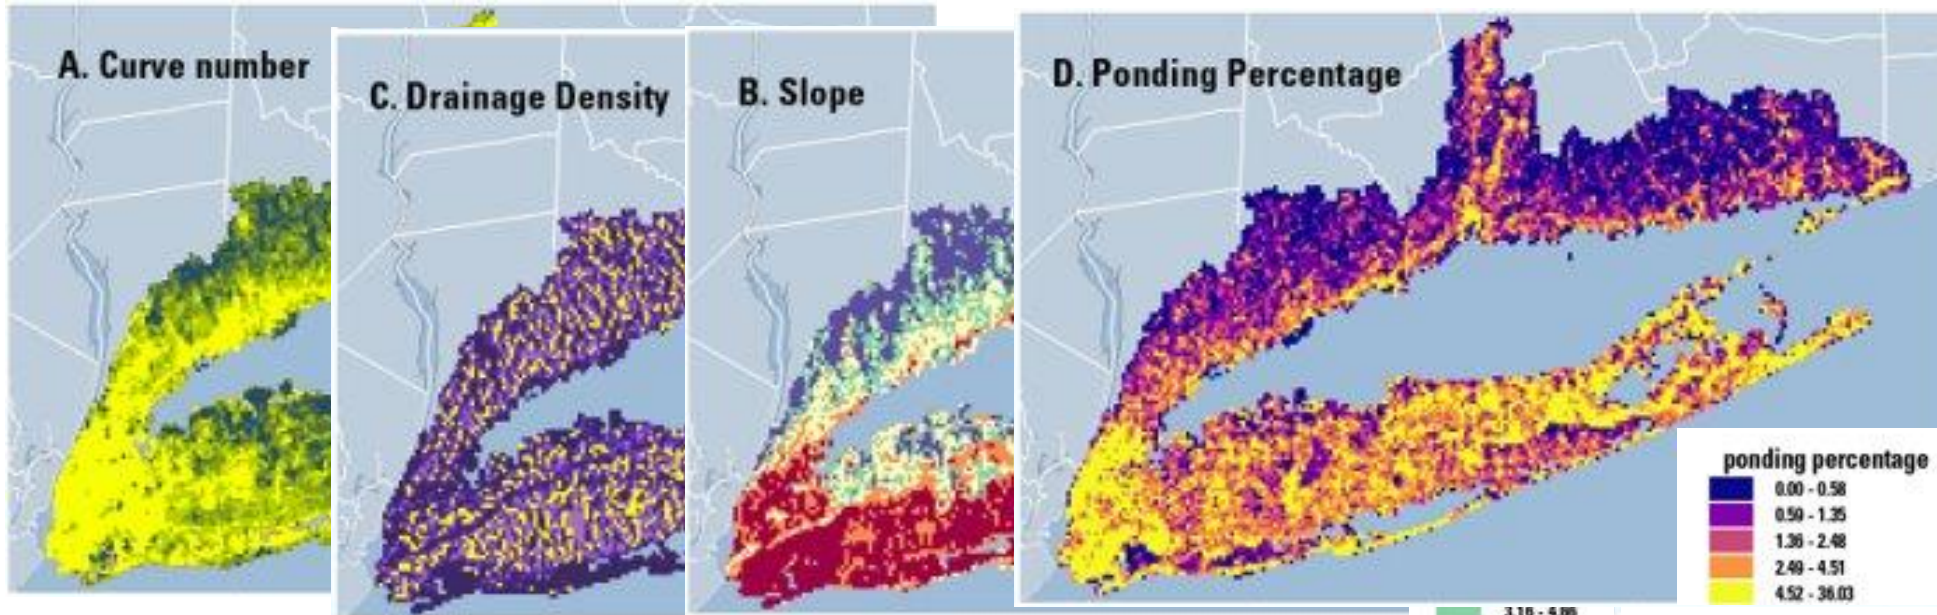 A. Curve number
C. Drainage Density
B. Slope
D. Ponding Percentage
ponding percentage
0.00 - 0.58
0.59 - 1.35
1.36 - 2.48
2.49 - 4.51
4.52 - 36.03